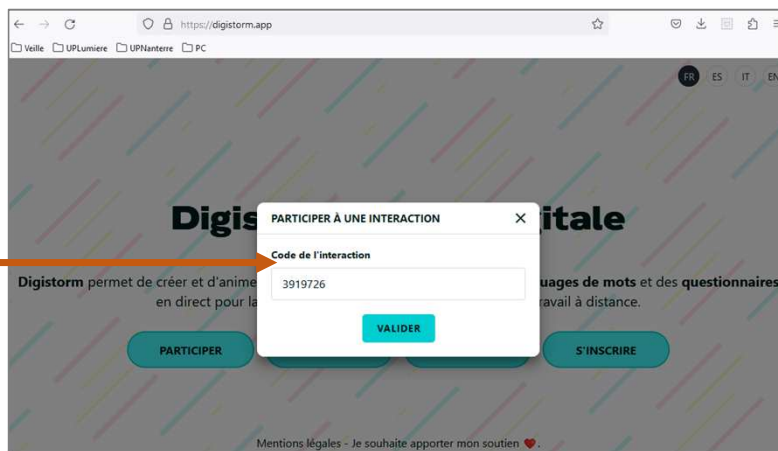 https://digistorm.app
Veille UPLumiere UPNanterre PC
FR ES IT EN
Digis itale
PARTICIPER À UNE INTERACTION
Code de l'interaction
3919726
VALIDER
Digistorm permet de créer et d'anime uages de mots et des questionnaires
en direct pour la ravail à distance.
PARTICIPER S'INSCRIRE
Mentions légales - Je souhaite apporter mon soutien ❤.